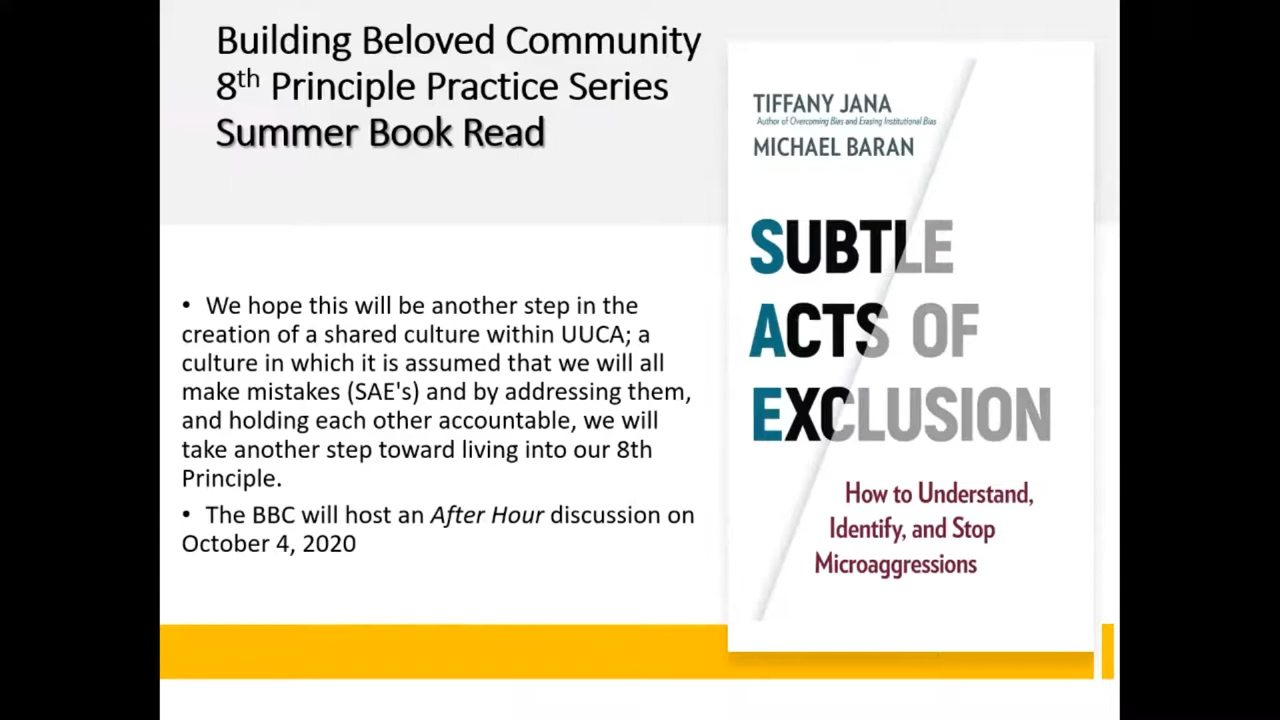 Building Beloved Community
8th Principle Practice Series
Summer Book Read
• We hope this will be another step in the
creation of a shared culture within UUCA; a
culture in which it is assumed that we will all
make mistakes (SAE's) and by addressing them,
and holding each other accountable, we will
take another step toward living into our 8th
Principle.
• The BBC will host an After Hour discussion on
October 4, 2020
TIFFANY JANA
Author of Overcoming Bias and Erasing Institutional Bias
MICHAEL BARAN
SUBTLE
ACTS OF
EXCLUSION
How to Understand,
Identify, and Stop
Microaggressions